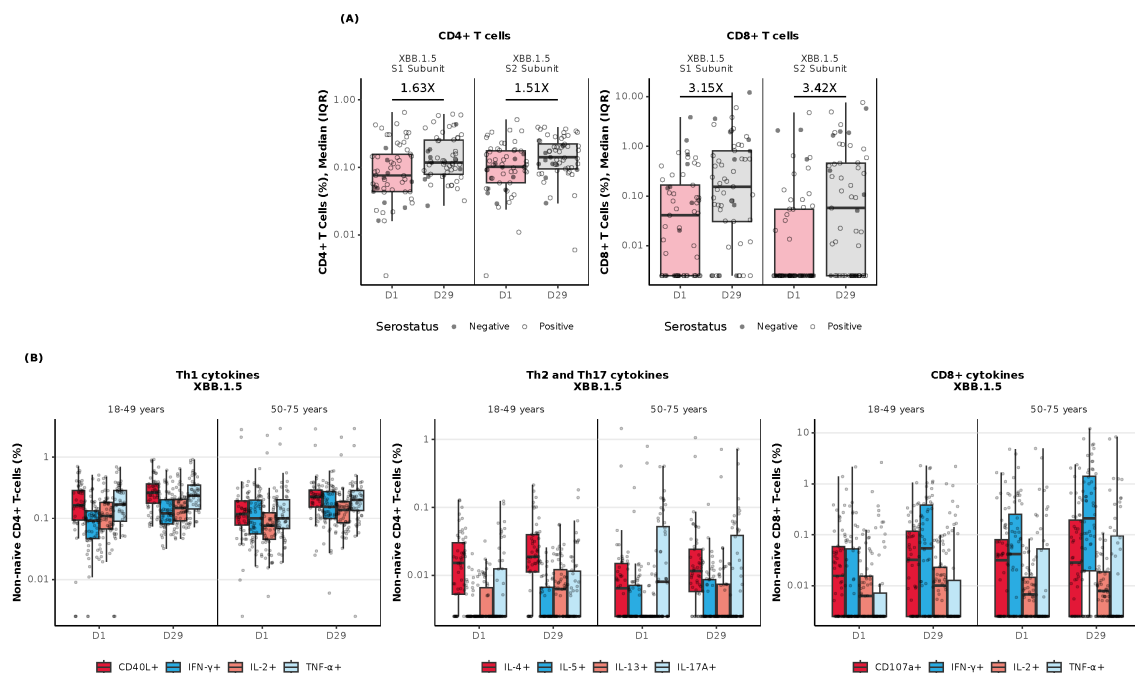 (A)
CD4+ T cells
XBB.1.5
S1 Subunit
XBB.1.5
S2 Subunit
1.63X
1.51X
1.00
0.10
0.01
CD4+ T Cells (%), Median (IQR)
D1
D29
D1
D29
Serostatus
Negative
Positive
CD8+ T cells
XBB.1.5
S1 Subunit
XBB.1.5
S2 Subunit
3.15X
3.42X
10.00
1.00
0.10
0.01
CD8+ T Cells (%), Median (IQR)
D1
D29
D1
D29
Serostatus
Negative
Positive
(B)
Th1 cytokines
XBB.1.5
18-49 years
50-75 years
1
0.1
0.01
Non-naive CD4+ T-cells (%)
D1
D29
D1
D29
CD40L+
IFN-γ+
IL-2+
TNF-α+
Th2 and Th17 cytokines
XBB.1.5
18-49 years
50-75 years
1
0.1
0.01
Non-naive CD4+ T-cells (%)
D1
D29
D1
D29
IL-4+
IL-5+
IL-13+
IL-17A+
CD8+ cytokines
XBB.1.5
18-49 years
50-75 years
10
1
0.1
0.01
Non-naive CD8+ T-cells (%)
D1
D29
D1
D29
CD107a+
IFN-γ+
IL-2+
TNF-α+